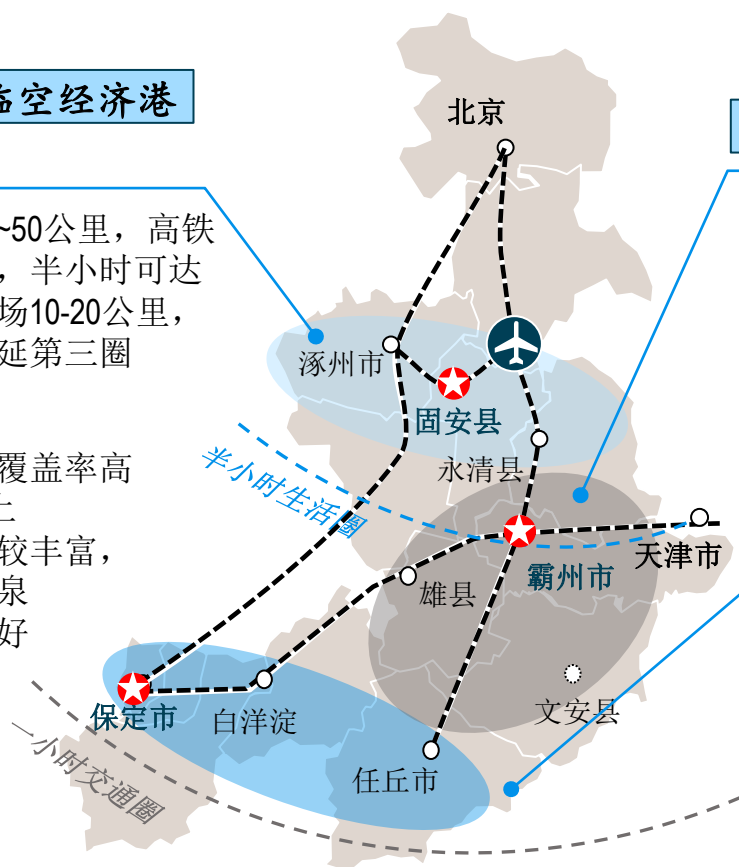 临空经济港
北京
~50公里，高铁
，半小时可达
场10-20公里，
延第三圈
涿州市
固安县
永清县
覆盖率高
上
较丰富，
泉
好
半小时生活圈
天津市
霸州市
雄县
文安县
保定市
白洋淀
任丘市
一小时交通圈